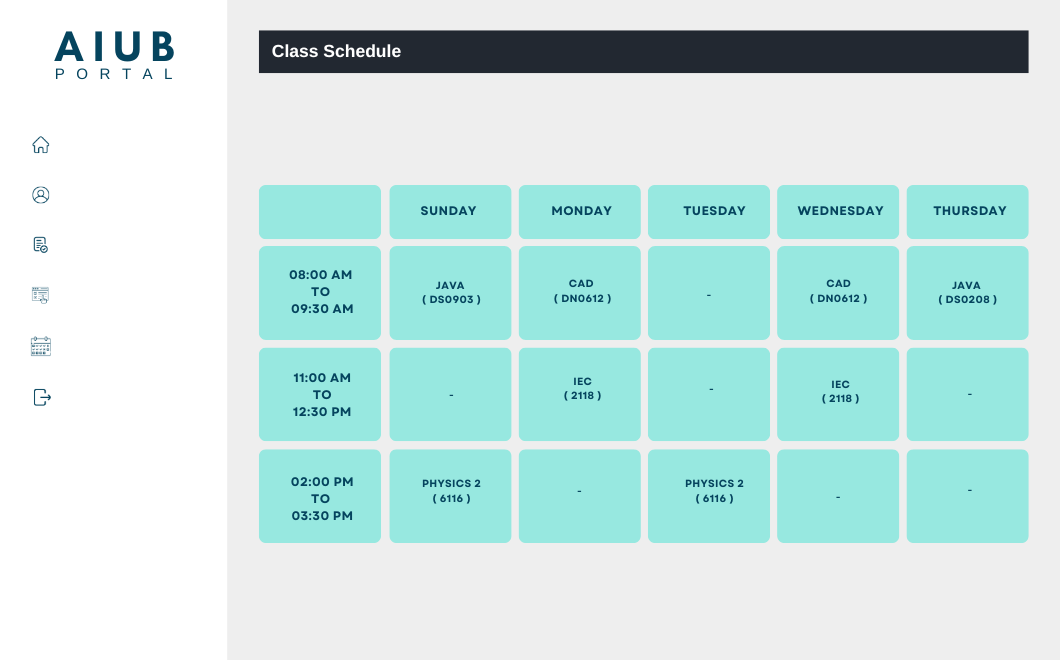 AIUB
PORTAL
Class Schedule
SUNDAY
MONDAY
TUESDAY
WEDNESDAY
THURSDAY
08:00 AM
TO
09:30 AM
JAVA
( DS0903 )
CAD
( DN0612 )
-
CAD
( DN0612 )
JAVA
( DS0208 )
11:00 AM
TO
12:30 PM
-
IEC
( 2118 )
-
IEC
( 2118 )
-
02:00 PM
TO
03:30 PM
PHYSICS 2
( 6116 )
-
PHYSICS 2
( 6116 )
-
-